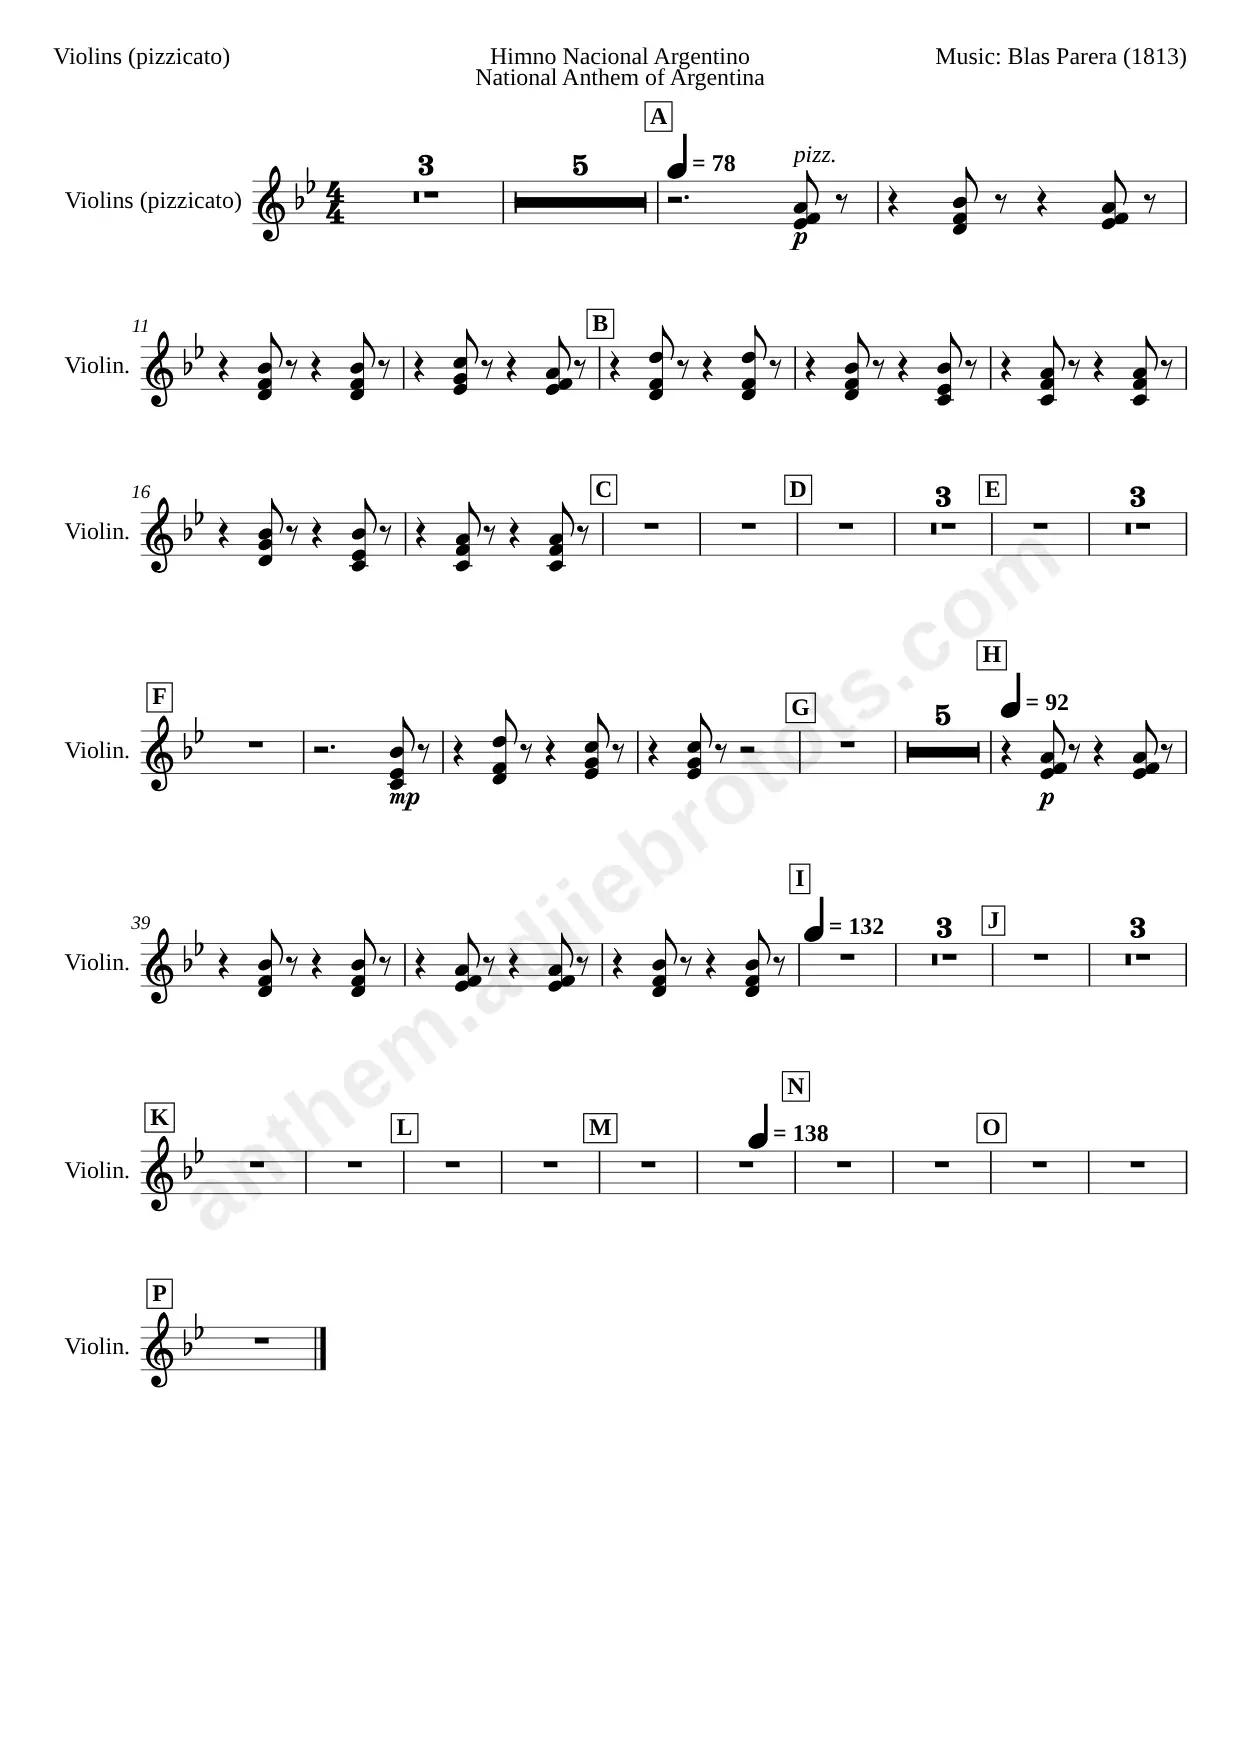 Violins (pizzicato)
Himno Nacional Argentino
National Anthem of Argentina
Music: Blas Parera (1813)
A
3
5
= 78
pizz.
Violins (pizzicato)
4
4
p
B
11
Violin.
C
D
E
16
3
3
Violin.
H
F
G
5
= 92
Violin.
mp
p
I
39
J
= 132
3
3
Violin.
N
K
L
M
= 138
O
Violin.
P
Violin.
anthem.adjiebrotots.com